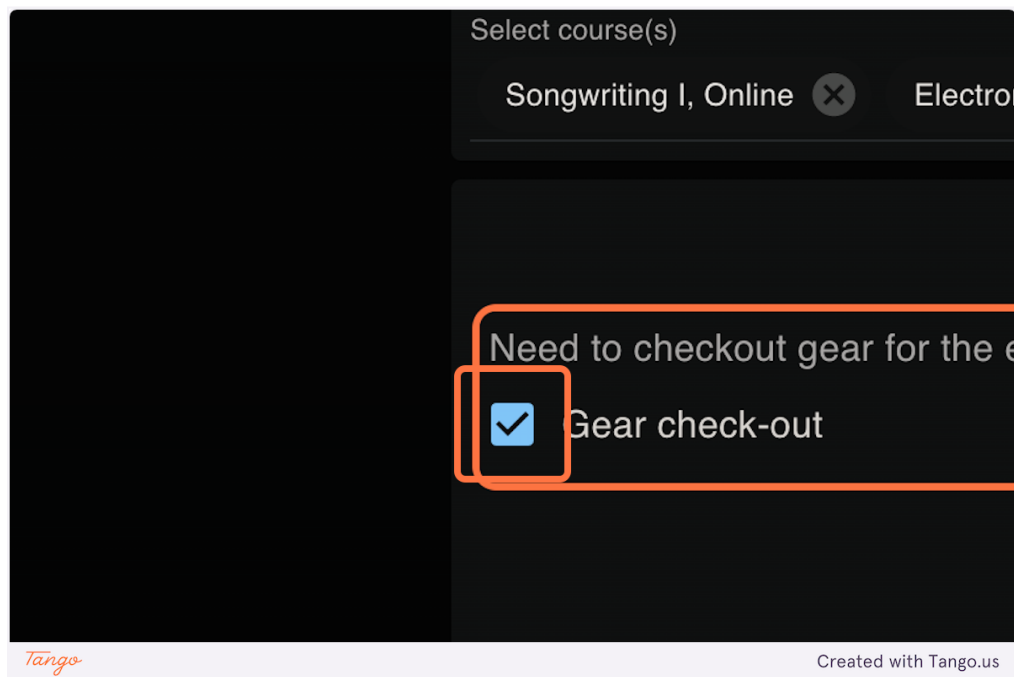 Select course(s)
Songwriting I, Online
Need to checkout gear for the
Gear check-out
Tango
Created with Tango.us